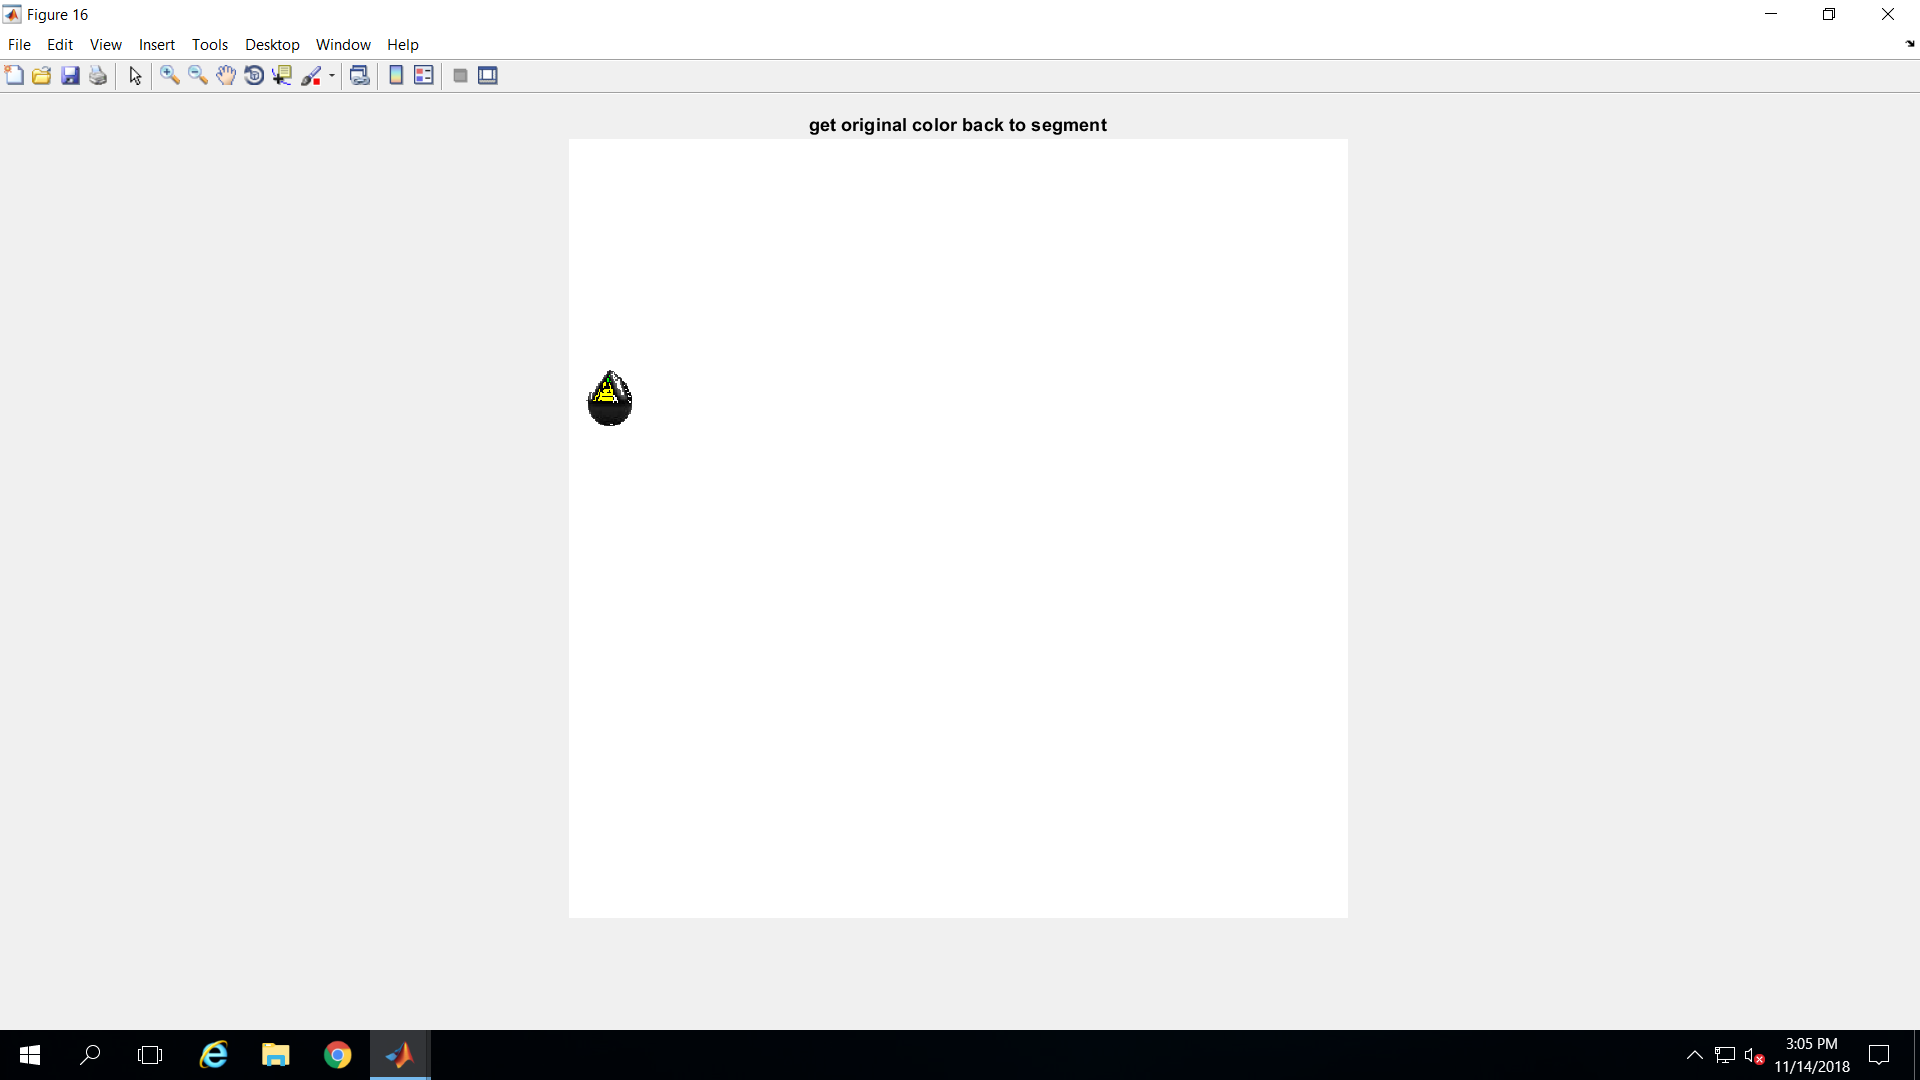 Figure 16
File Edit View Insert Tools Desktop Window Help
get original color back to segment
3:05 PM
11/14/2018